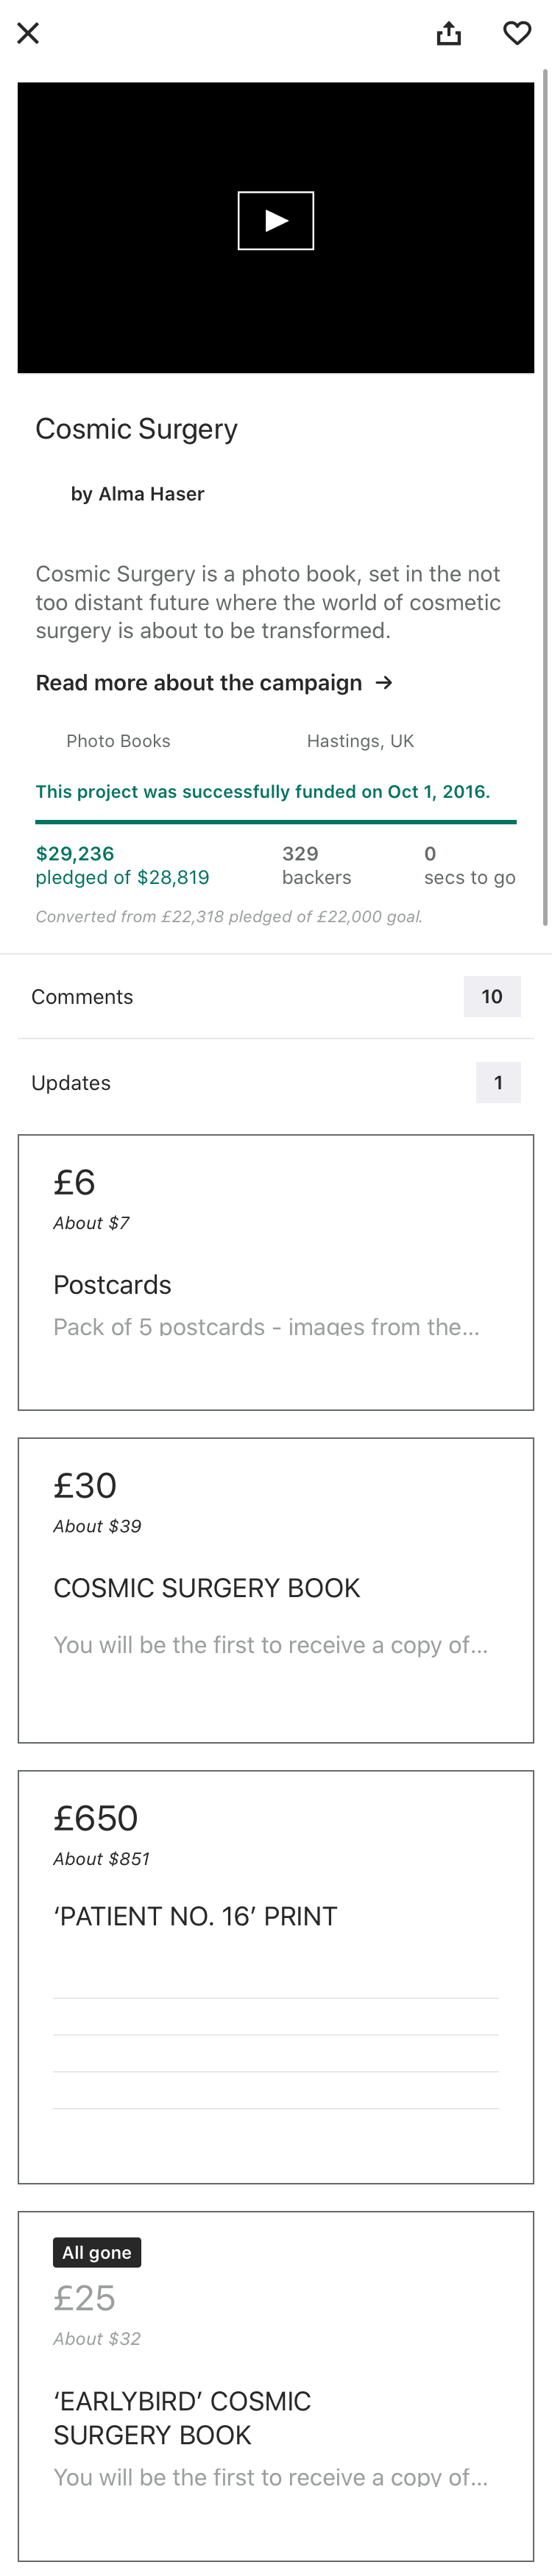 Cosmic Surgery
by Alma Haser
Cosmic Surgery is a photo book, set in the not
too distant future where the world of cosmetic
surgery is about to be transformed.
Read more about the campaign →
Photo Books
Hastings, UK
This project was successfully funded on Oct 1, 2016.
$29,236
pledged of $28,819
329
backers
0
secs to go
Converted from £22,318 pledged of £22,000 goal.
Comments
10
Updates
1
£6
About $7
Postcards
Pack of 5 postcards - images from the...
£30
About $39
COSMIC SURGERY BOOK
You will be the first to receive a copy of...
£650
About $851
‘PATIENT NO. 16’ PRINT
All gone
£25
About $32
‘EARLYBIRD’ COSMIC
SURGERY BOOK
You will be the first to receive a copy of...